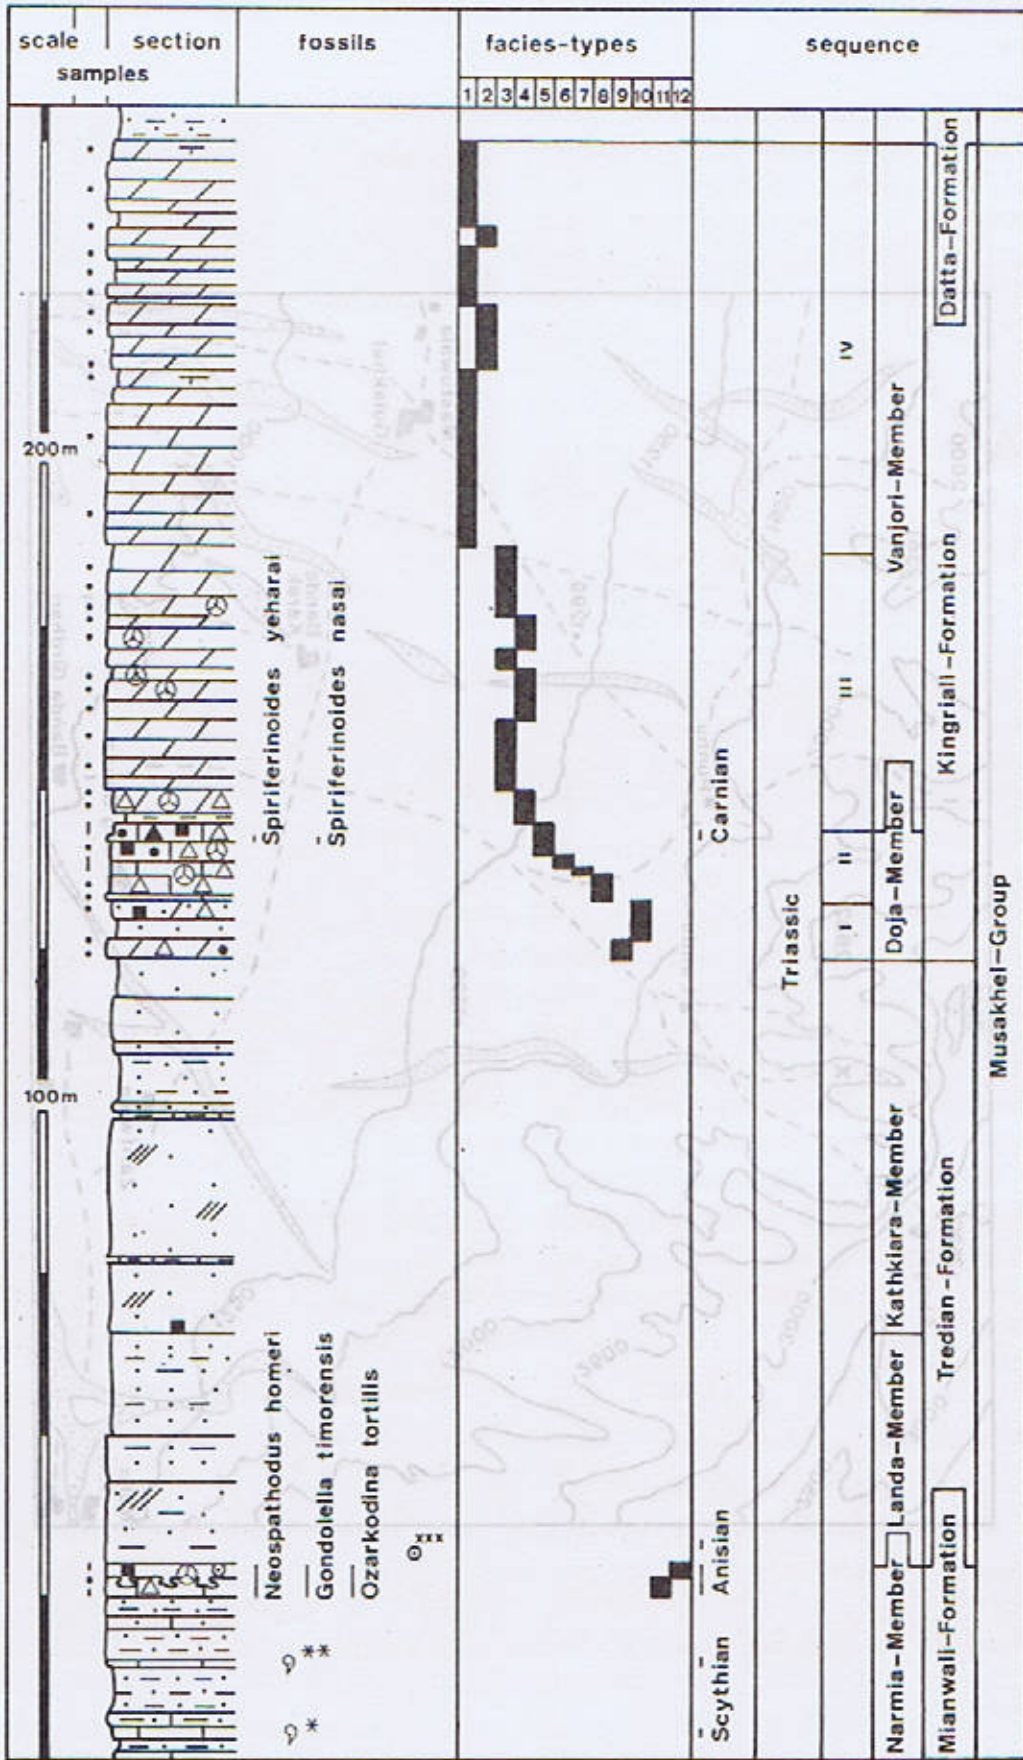 scale section fossils facies-types sequence
samples
1 2 3 4 5 6 7 8 9 10 11 12
200m
100m
Spiriferinoides yeharai
Spiriferinoides nasai
Neospathodus homeri
Gondolella timorensis
Ozarkodina tortilis
xxx
**
*
Carnian
Anisian
Scythian
Triassic
IV
III
II
I
Vanjori-Member
Doja-Member
Kathkiara-Member
Landa-Member
Narmia-Member
Datta-Formation
Kingriali-Formation
Tredian-Formation
Mianwali-Formation
Musakhel-Group